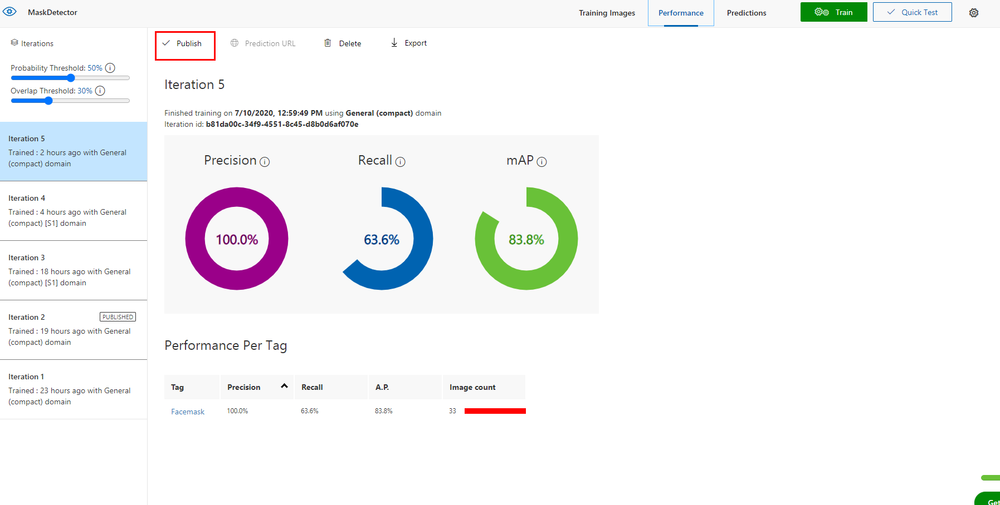 MaskDetector
Training Images
Performance
Predictions
Train
Quick Test
Iterations
Probability Threshold: 50%
Overlap Threshold: 30%
Iteration 5
Trained : 2 hours ago with General
(compact) domain
Iteration 4
Trained : 4 hours ago with General
(compact) [S1] domain
Iteration 3
Trained : 18 hours ago with General
(compact) [S1] domain
Iteration 2
PUBLISHED
Trained : 19 hours ago with General
(compact) domain
Iteration 1
Trained : 23 hours ago with General
(compact) domain
Publish
Prediction URL
Delete
Export
Iteration 5
Finished training on 7/10/2020, 12:59:49 PM using General (compact) domain
Iteration id: b81da00c-34f9-4551-8c45-d8b0d6af070e
Precision
Recall
mAP
100.0%
63.6%
83.8%
Performance Per Tag
Tag Precision Recall A.P. Image count
Facemask 100.0% 63.6% 83.8% 33